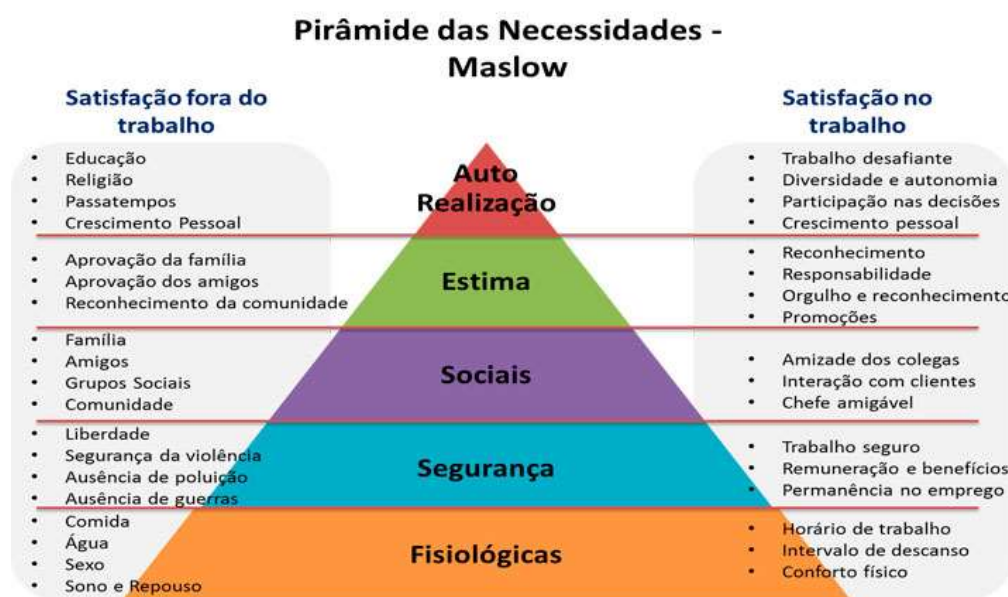 Pirâmide das Necessidades -
Maslow
Satisfação fora do
trabalho
• Educação
• Religião
• Passatempos
• Crescimento Pessoal
• Aprovação da família
• Aprovação dos amigos
• Reconhecimento da comunidade
• Família
• Amigos
• Grupos Sociais
• Comunidade
• Liberdade
• Segurança da violência
• Ausência de poluição
• Ausência de guerras
• Comida
• Água
• Sexo
• Sono e Repouso
Auto
Realização
Estima
Sociais
Segurança
Fisiológicas
Satisfação no
trabalho
• Trabalho desafiante
• Diversidade e autonomia
• Participação nas decisões
• Crescimento pessoal
• Reconhecimento
• Responsabilidade
• Orgulho e reconhecimento
• Promoções
• Amizade dos colegas
• Interação com clientes
• Chefe amigável
• Trabalho seguro
• Remuneração e benefícios
• Permanência no emprego
• Horário de trabalho
• Intervalo de descanso
• Conforto físico